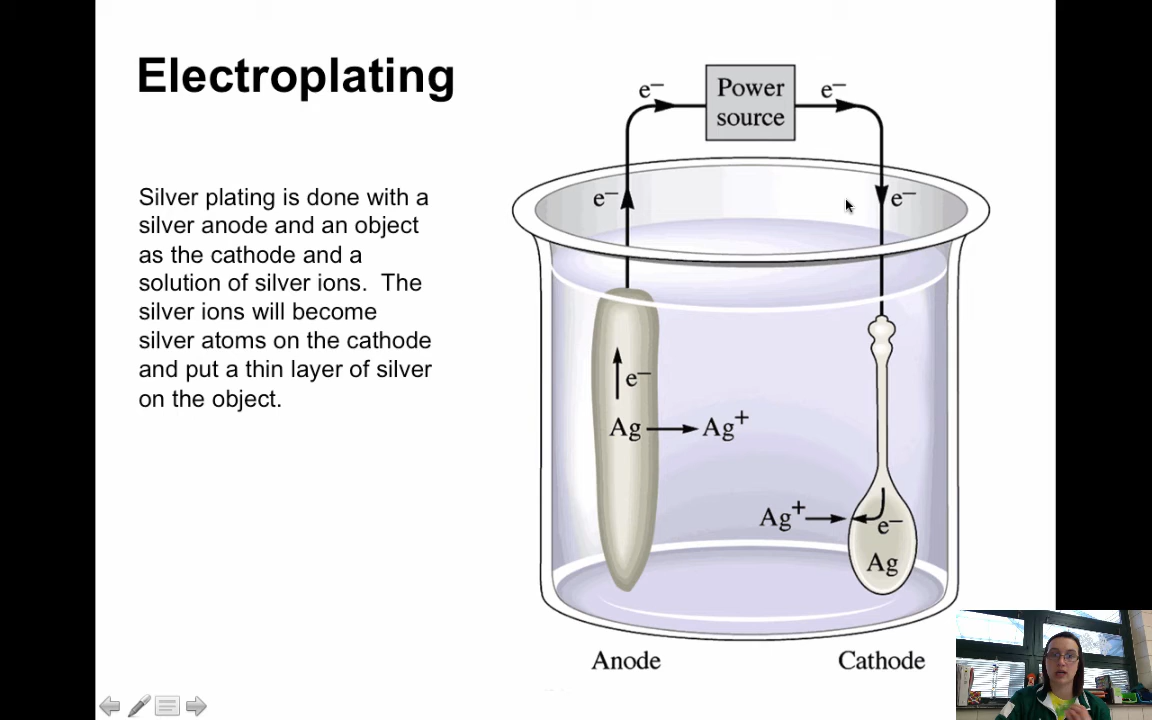 Electroplating
Silver plating is done with a
silver anode and an object
as the cathode and a
solution of silver ions.  The
silver ions will become
silver atoms on the cathode
and put a thin layer of silver
on the object.
e⁻
Power
source
e⁻
e⁻
e⁻
e⁻
Ag
Ag⁺
Ag⁺
e⁻
Ag
Anode
Cathode